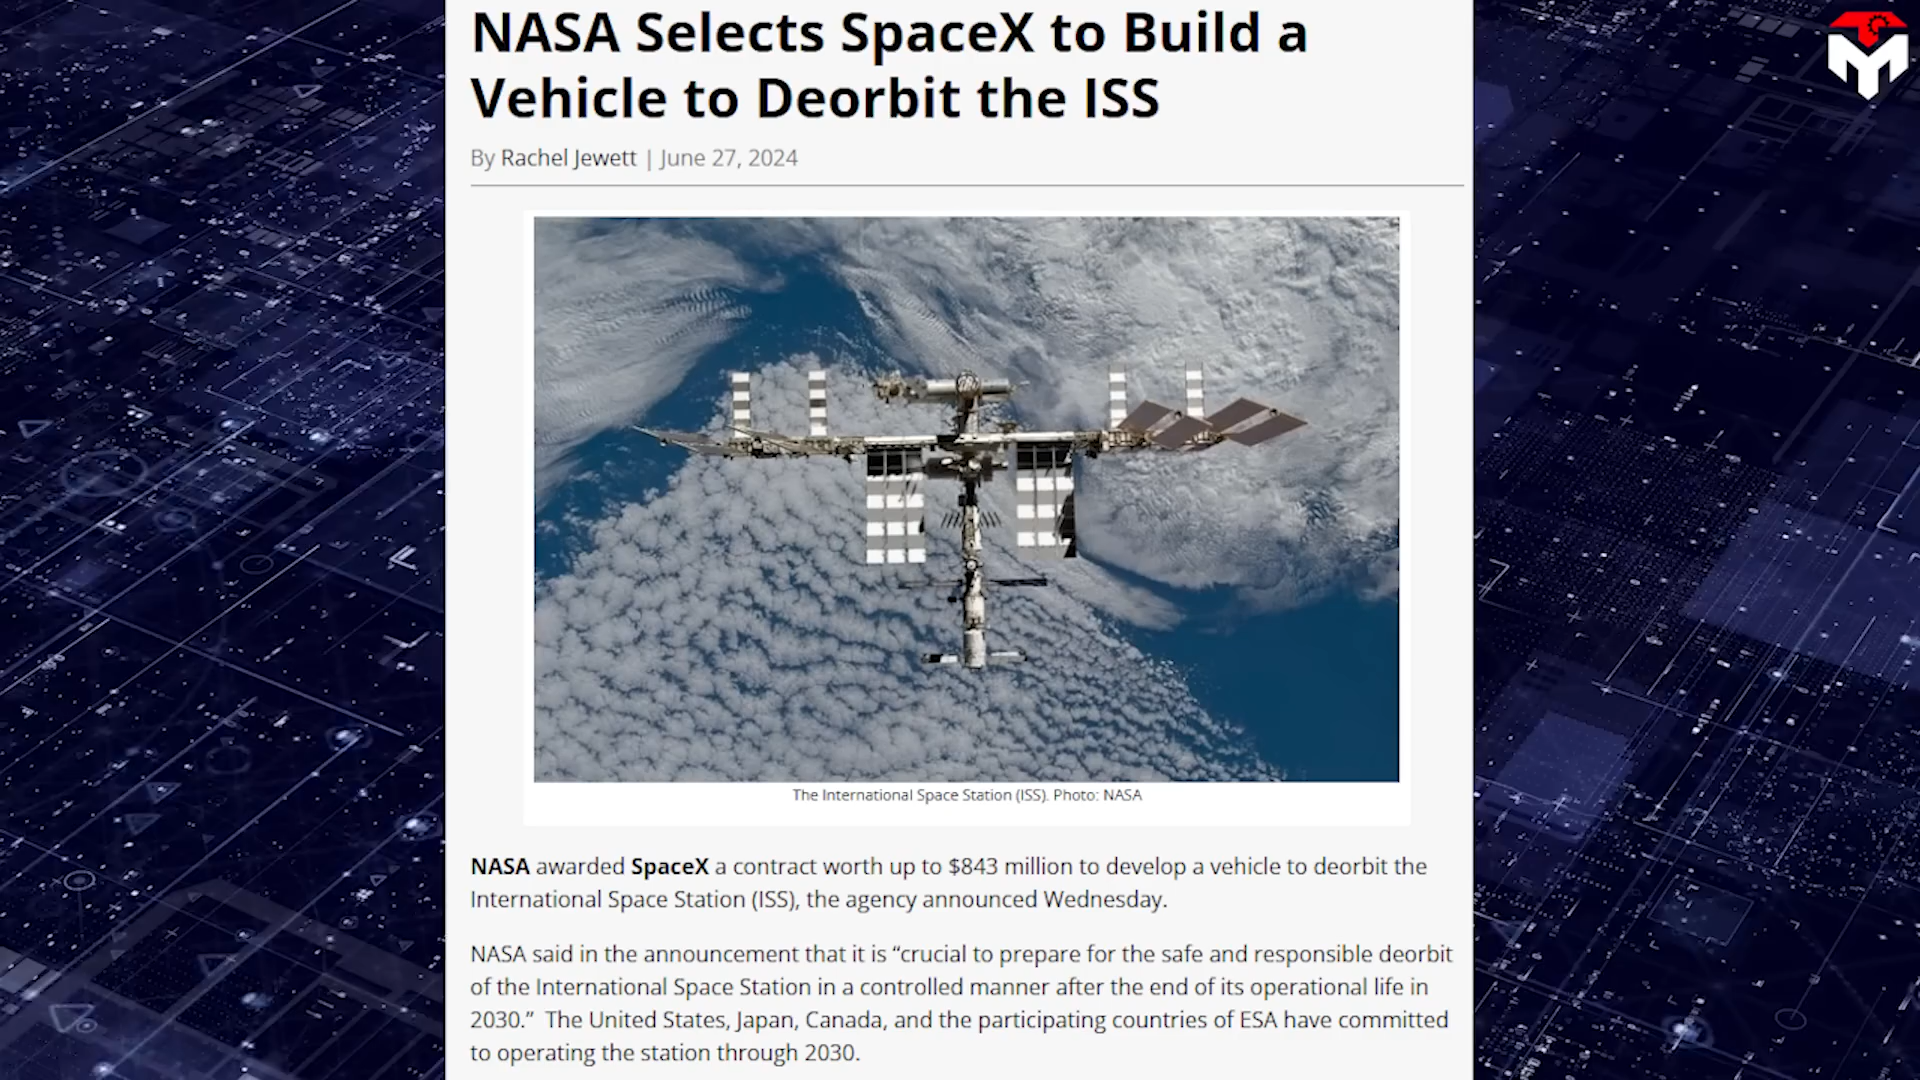 NASA Selects SpaceX to Build a
Vehicle to Deorbit the ISS
By Rachel Jewett | June 27, 2024
The International Space Station (ISS). Photo: NASA
NASA awarded SpaceX a contract worth up to $843 million to develop a vehicle to deorbit the
International Space Station (ISS), the agency announced Wednesday.
NASA said in the announcement that it is “crucial to prepare for the safe and responsible deorbit
of the International Space Station in a controlled manner after the end of its operational life in
2030.”  The United States, Japan, Canada, and the participating countries of ESA have committed
to operating the station through 2030.